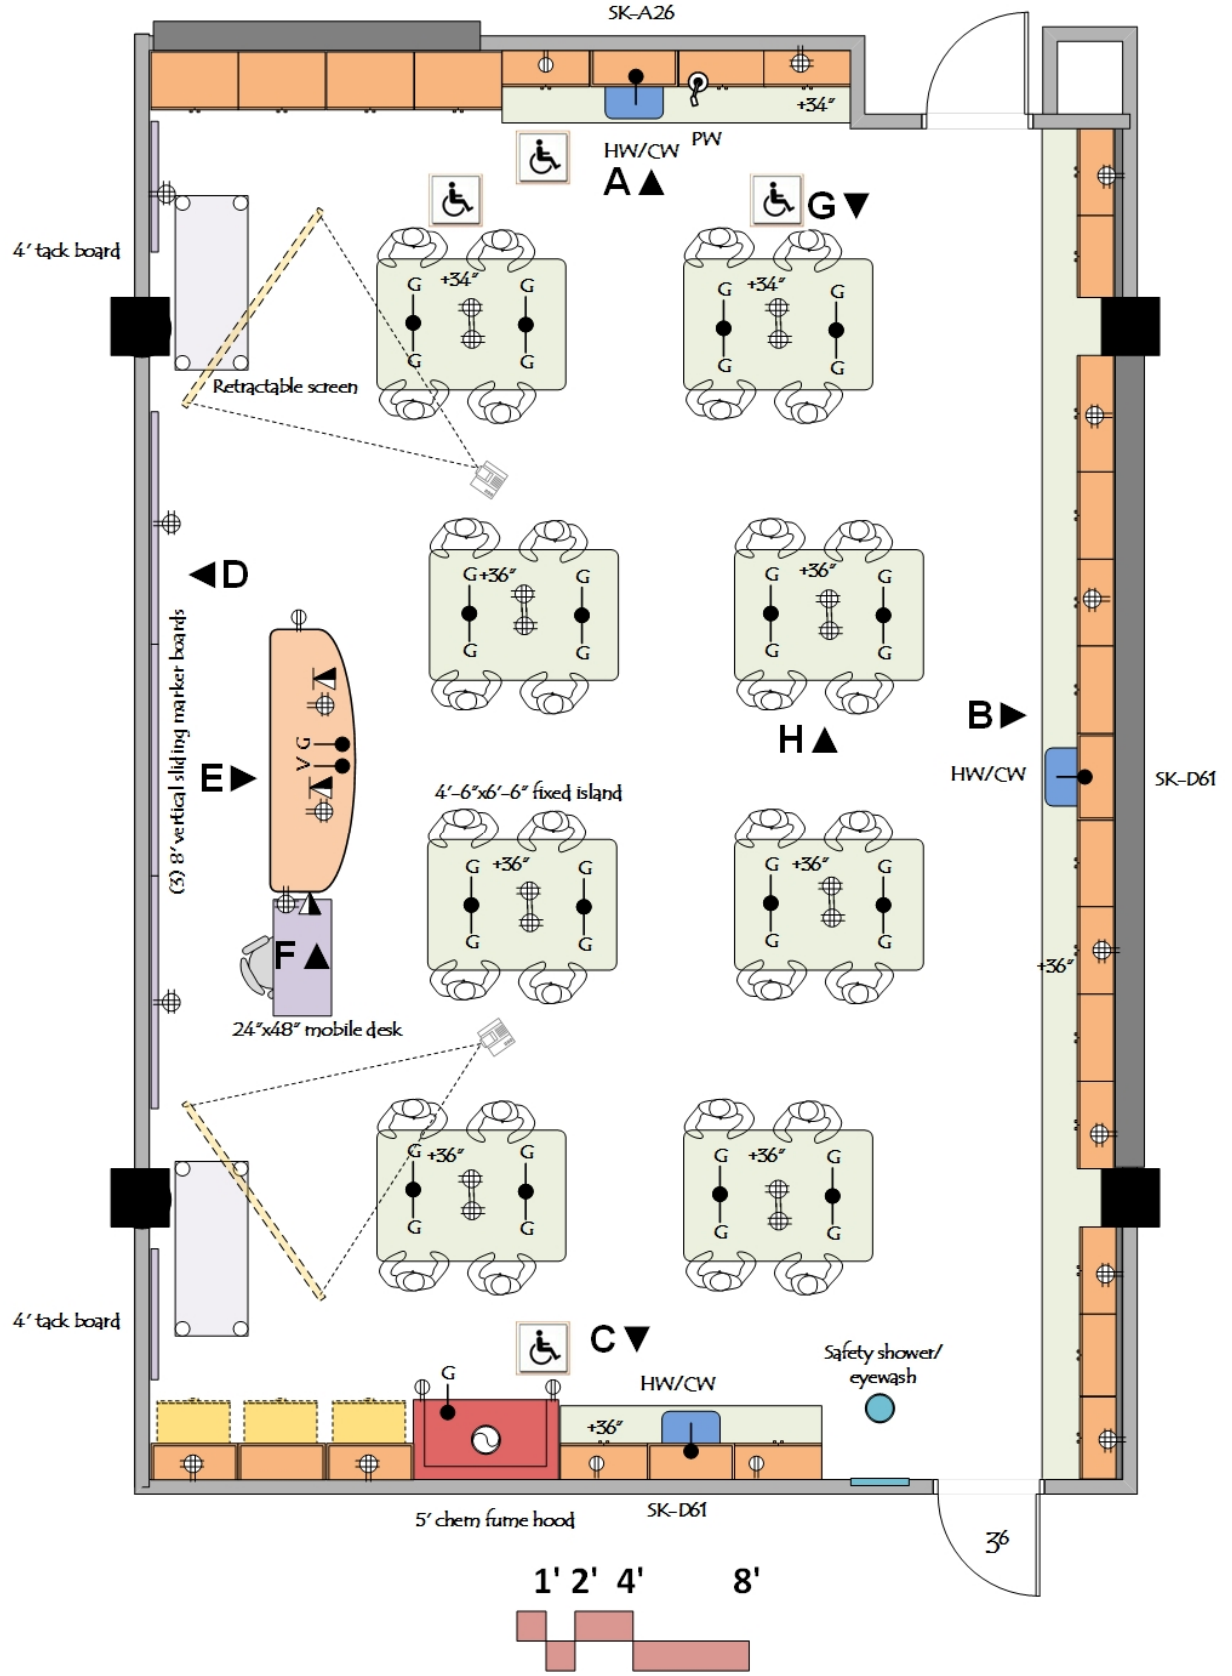 SK-A26
+34"
PW
HW/CW
A
G
4' tack board
+34"
G
G
G
G
+34"
G
G
G
G
Retractable screen
D
+36"
G
G
G
G
+36"
G
G
G
G
(3) 8' vertical sliding marker boards
V G
B
H
E
HW/CW
SK-D61
4'-6"x6'-6" fixed island
+36"
G
G
G
G
+36"
G
G
G
G
F
+36"
24"x48" mobile desk
+36"
G
G
G
G
+36"
G
G
G
G
4' tack board
C
Safety shower/
eyewash
G
HW/CW
+36"
5' chem fume hood
SK-D61
36
1' 2' 4' 8'